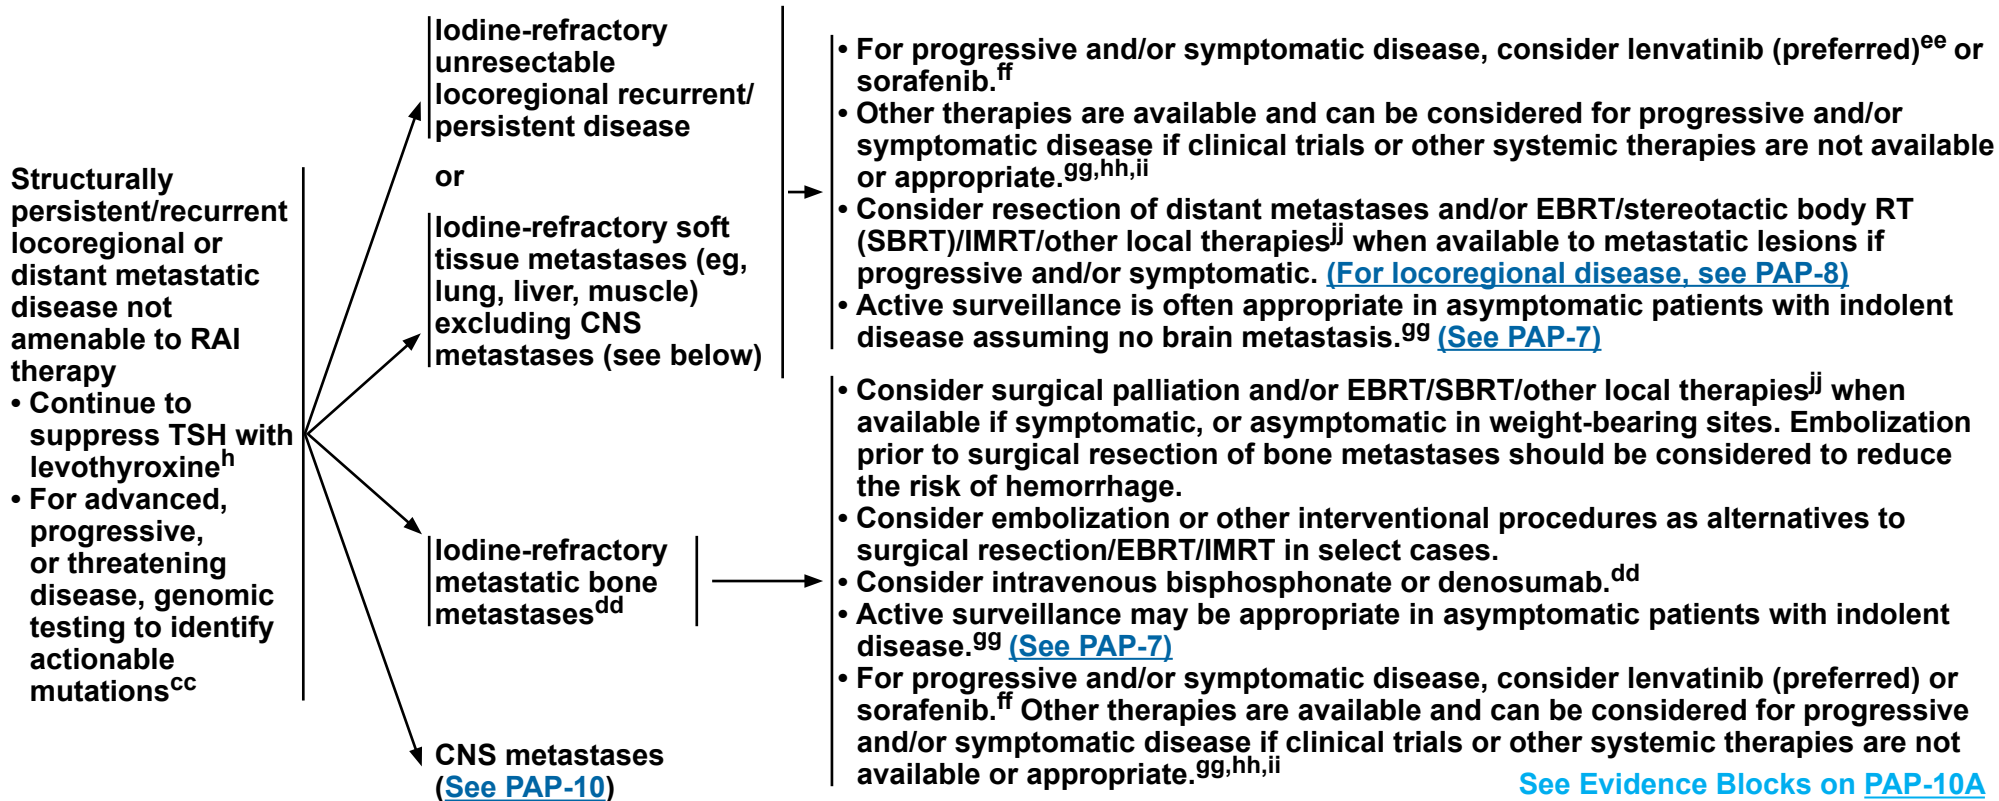 Structurally
persistent/recurrent
locoregional or
distant metastatic
disease not
amenable to RAI
therapy
• Continue to
suppress TSH with
levothyroxineh
• For advanced,
progressive,
or threatening
disease, genomic
testing to identify
actionable
mutationscc
Iodine-refractory
unresectable
locoregional recurrent/
persistent disease
or
Iodine-refractory soft
tissue metastases (eg,
lung, liver, muscle)
excluding CNS
metastases (see below)
• For progressive and/or symptomatic disease, consider lenvatinib (preferred)ee or
sorafenib.ff
• Other therapies are available and can be considered for progressive and/or
symptomatic disease if clinical trials or other systemic therapies are not available
or appropriate.gg,hh,ii
• Consider resection of distant metastases and/or EBRT/stereotactic body RT
(SBRT)/IMRT/other local therapiesjj when available to metastatic lesions if
progressive and/or symptomatic. (For locoregional disease, see PAP-8)
• Active surveillance is often appropriate in asymptomatic patients with indolent
disease assuming no brain metastasis.gg (See PAP-7)
Iodine-refractory
metastatic bone
metastasesdd
• Consider surgical palliation and/or EBRT/SBRT/other local therapiesjj when
available if symptomatic, or asymptomatic in weight-bearing sites. Embolization
prior to surgical resection of bone metastases should be considered to reduce
the risk of hemorrhage.
• Consider embolization or other interventional procedures as alternatives to
surgical resection/EBRT/IMRT in select cases.
• Consider intravenous bisphosphonate or denosumab.dd
• Active surveillance may be appropriate in asymptomatic patients with indolent
disease.gg (See PAP-7)
• For progressive and/or symptomatic disease, consider lenvatinib (preferred) or
sorafenib.ff Other therapies are available and can be considered for progressive
and/or symptomatic disease if clinical trials or other systemic therapies are not
available or appropriate.gg,hh,ii
CNS metastases
(See PAP-10)
See Evidence Blocks on PAP-10A